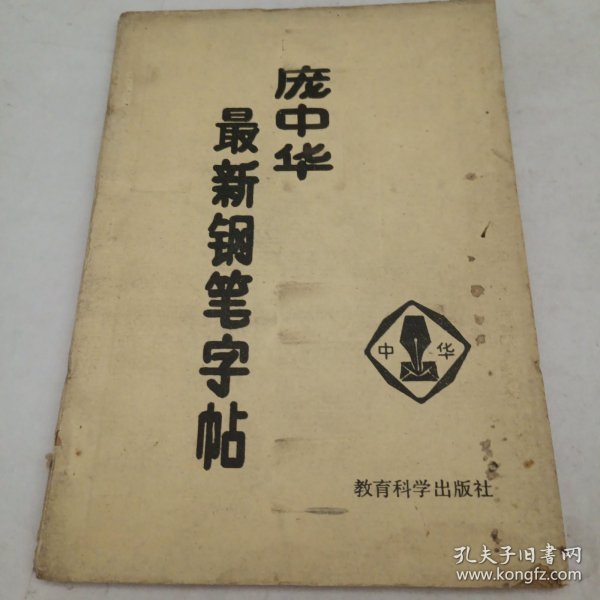 庞中华
最新钢笔字帖
中华
教育科学出版社
孔夫子旧书网
www.kongfz.com